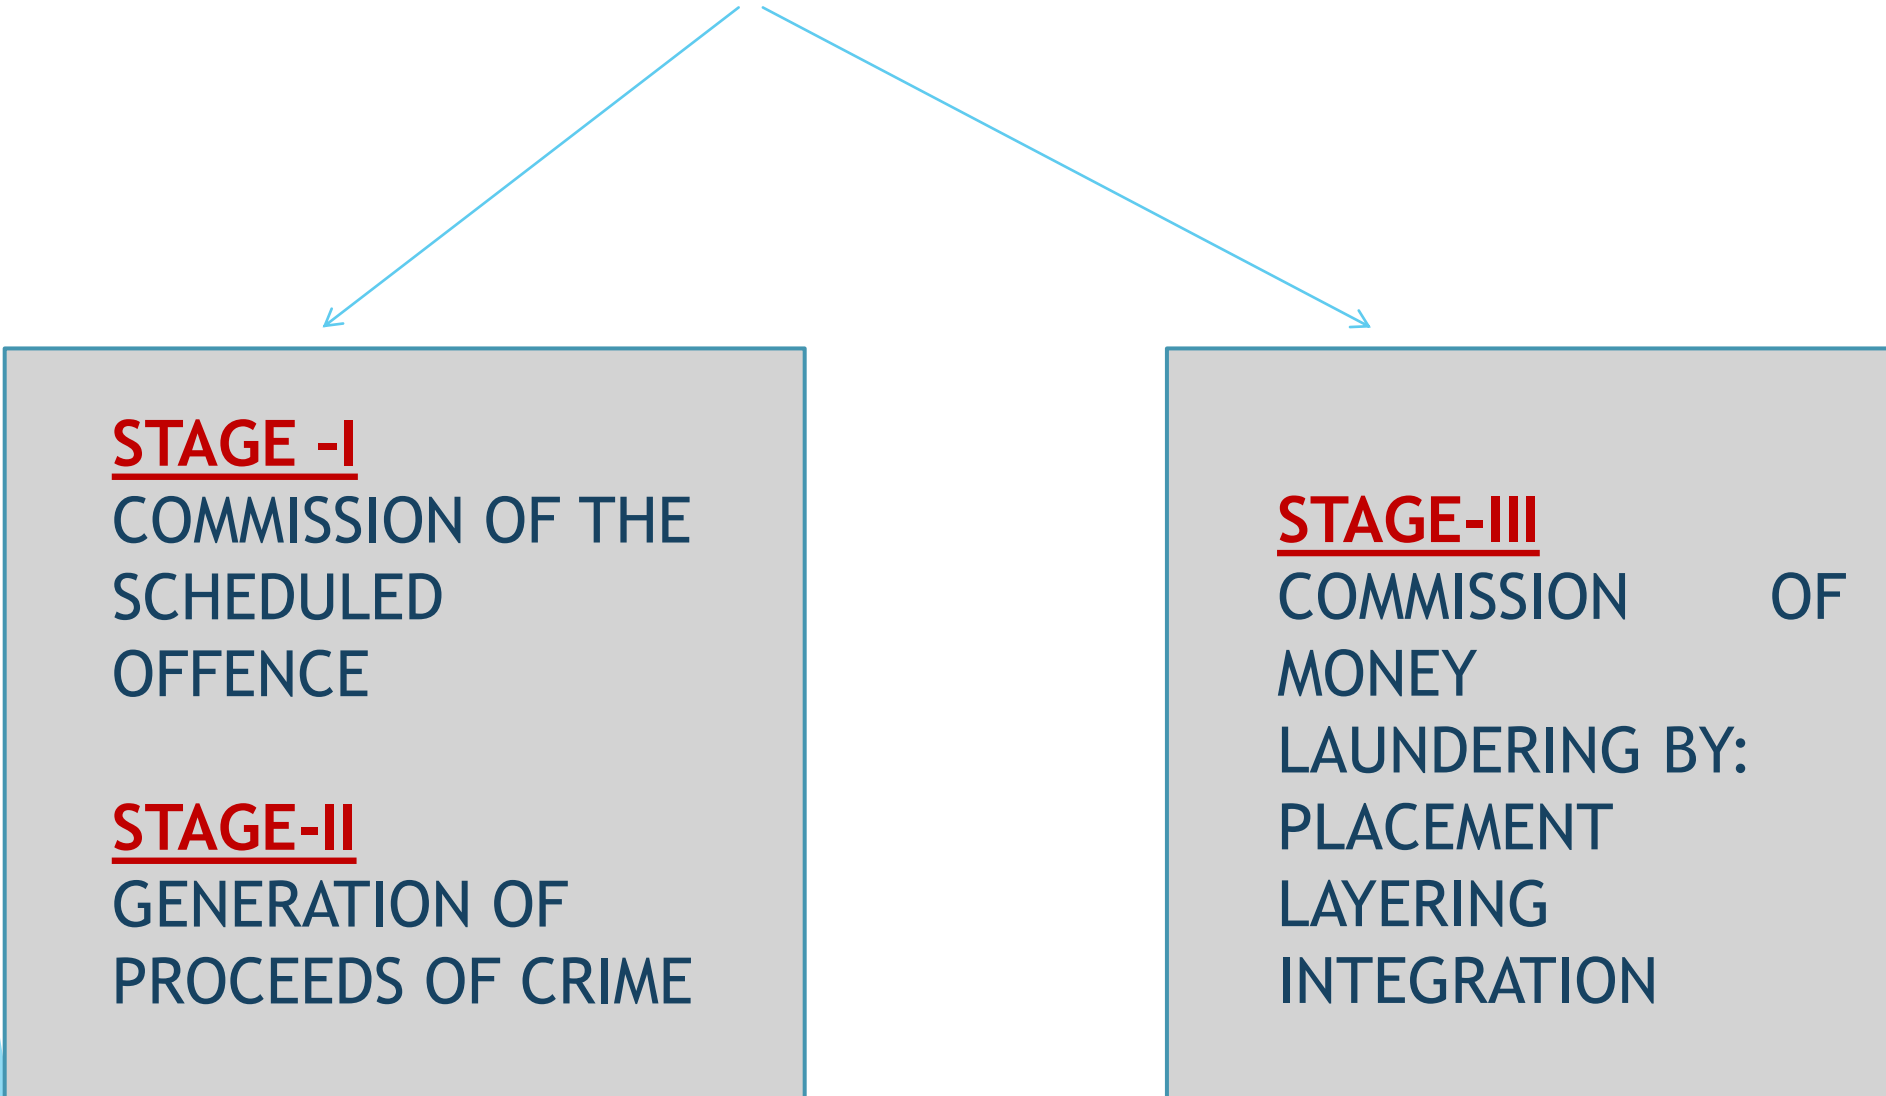 STAGE –I
COMMISSION OF THE
SCHEDULED
OFFENCE
STAGE-II
GENERATION OF
PROCEEDS OF CRIME
STAGE-III
COMMISSION OF
MONEY
LAUNDERING BY:
PLACEMENT
LAYERING
INTEGRATION